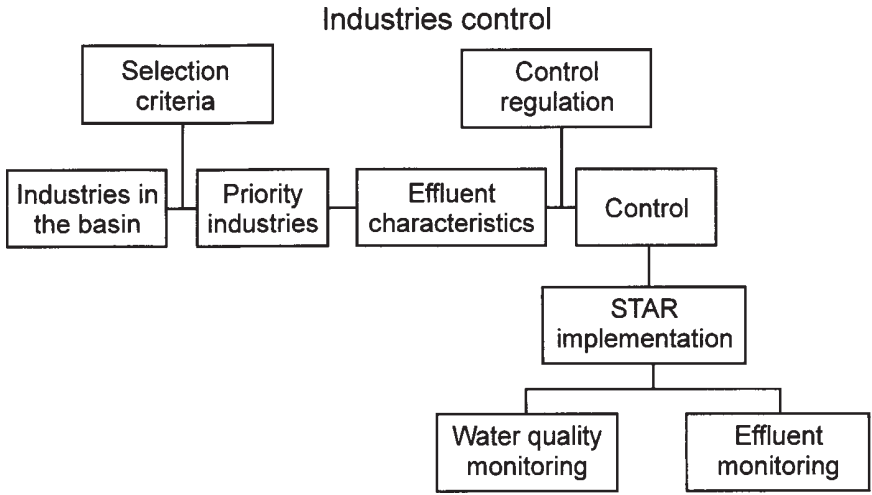 Industries control
Selection
criteria
Control
regulation
Industries in
the basin
Priority
industries
Effluent
characteristics
Control
STAR
implementation
Water quality
monitoring
Effluent
monitoring